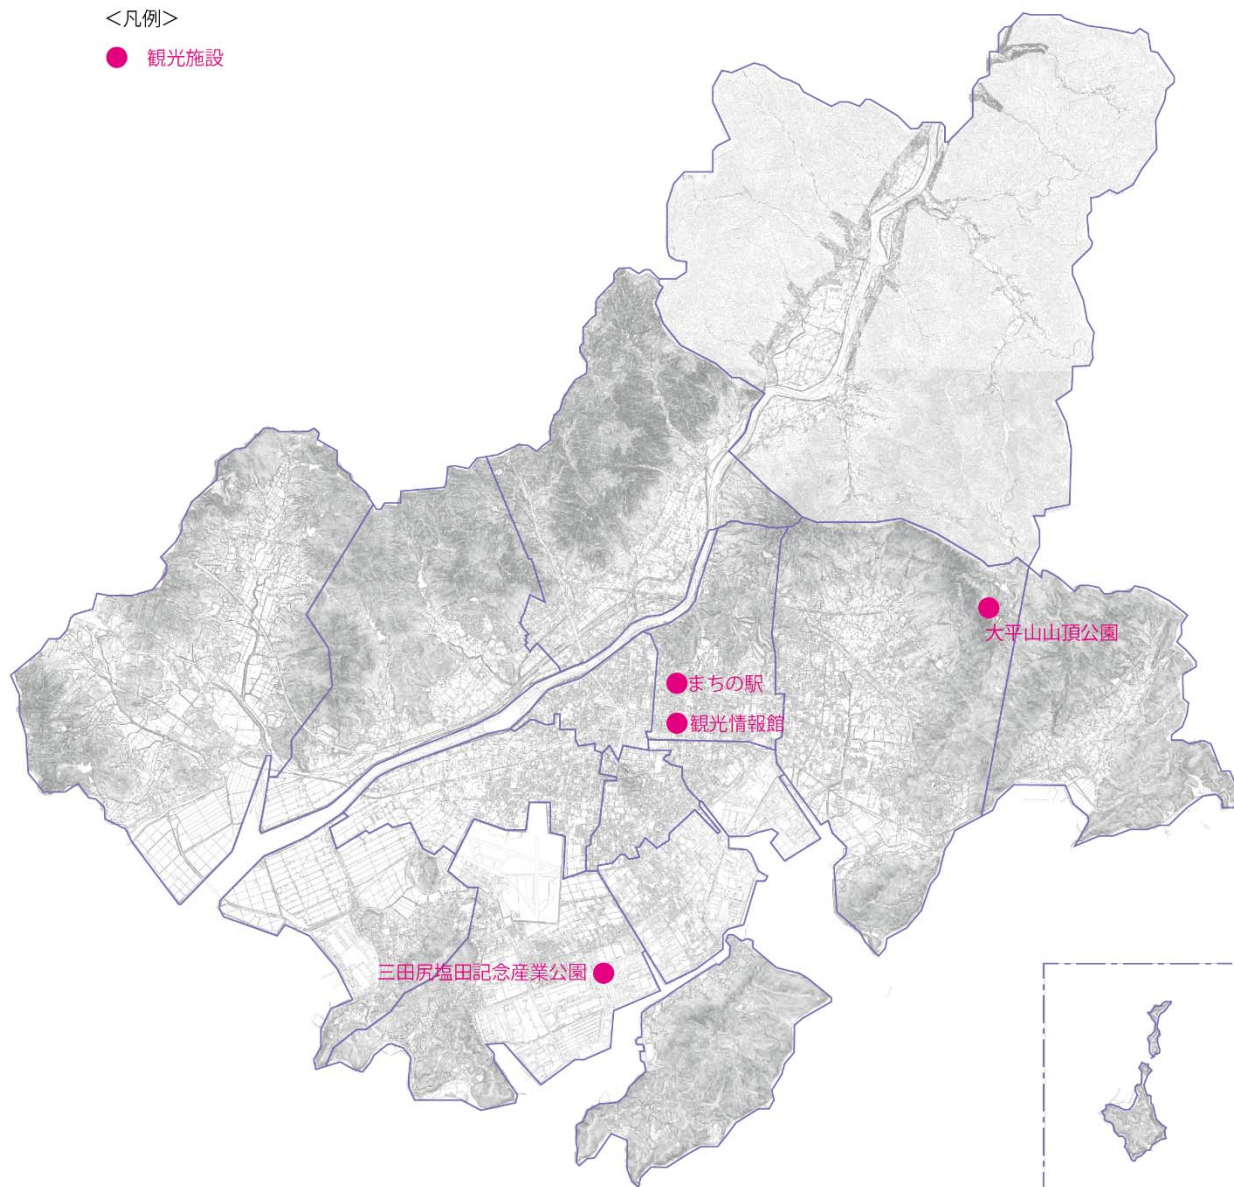 ＜凡例＞
観光施設
大平山山頂公園
まちの駅
観光情報館
三田尻塩田記念産業公園